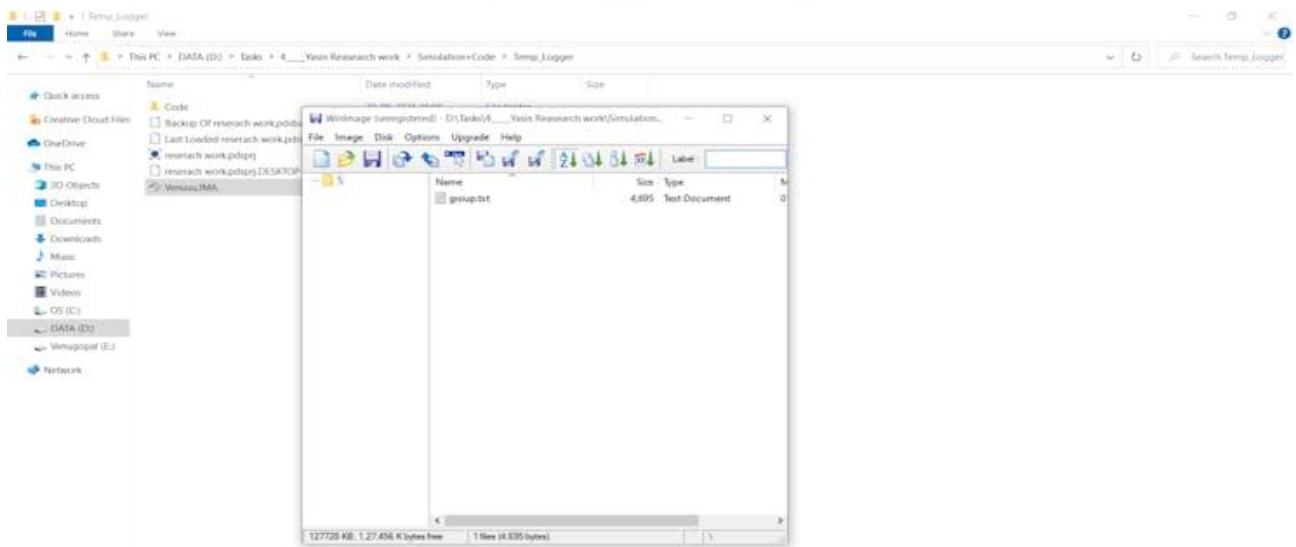 Temp_Logger
File Home Share View
This PC > DATA (D:) > Tasks > 4___Yasin Reasearch work > Simulation+Code > Temp_Logger
Search Temp_Logger
Name Date modified Type Size
Quick access
Creative Cloud Files
OneDrive
This PC
3D Objects
Desktop
Documents
Downloads
Music
Pictures
Videos
OS (C:)
DATA (D:)
Venugopal (E:)
Network
Code
Backup Of reserach work.pdsba
Last Loaded reserach work.pds
reserach work.pdsprj
reserach work.pdsprj.DESKTOP
WinImage (unregistered) - D:\Tasks\4___Yasin Reasearch work\Simulation...
File Image Disk Options Upgrade Help
Label
\
Name Size Type
group.txt 4,695 Text Document
127728 KB, 1,27,456 K bytes free 1 files (4,695 bytes) \